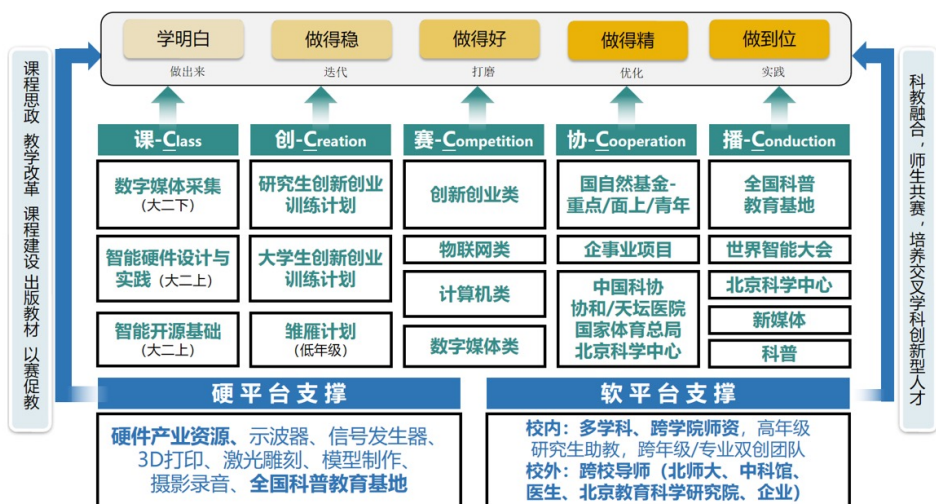 学明白
做得稳
做得好
做得精
做到位
做出来
迭代
打磨
优化
实践
课程思政 教学改革 课程建设 出版教材 以赛促教
课-Class
创-Creation
赛-Competition
协-Cooperation
播-Conduction
数字媒体采集
(大二下)
智能硬件设计与
实践 (大二上)
智能开源基础
(大二上)
研究生创新创业
训练计划
大学生创新创业
训练计划
雏雁计划
(低年级)
创新创业类
物联网类
计算机类
数字媒体类
国自然基金-
重点/面上/青年
企事业项目
中国科协
协和/天坛医院
国家体育总局
北京科学中心
全国科普
教育基地
世界智能大会
北京科学中心
新媒体
科普
科教融合，师生共赛，培养交叉学科创新型人才
硬平台支撑
硬件产业资源、示波器、信号发生器、
3D打印、激光雕刻、模型制作、
摄影录音、全国科普教育基地
软平台支撑
校内：多学科、跨学院师资，高年级
研究生助教，跨年级/专业双创团队
校外：跨校导师（北师大、中科馆、
医生、北京教育科学研究院、企业）